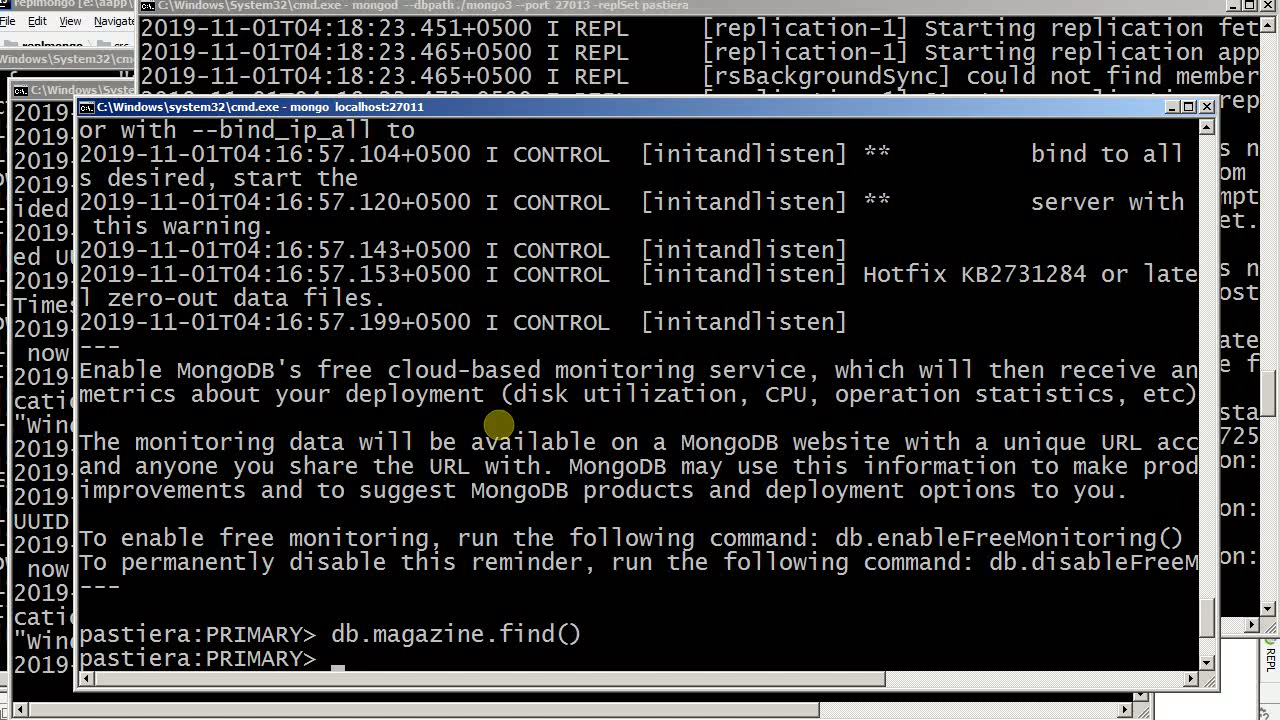 replmongo [e:\aapp\
File Edit View Navigate
replmongo
C:\Windows\System32\cmd.exe - mongod --dbpath ./mongo3 --port 27013 -replSet pastiera
2019-11-01T04:18:23.451+0500 I REPL [replication-1] Starting replication fet
2019-11-01T04:18:23.465+0500 I REPL [replication-1] Starting replication app
2019-11-01T04:18:23.465+0500 I REPL [rsBackgroundSync] could not find member
C:\Windows\System32\cm
C:\Windows\Syst
C:\Windows\system32\cmd.exe - mongo localhost:27011
or with --bind_ip_all to
2019-11-01T04:16:57.104+0500 I CONTROL [initandlisten] ** bind to all
s desired, start the
2019-11-01T04:16:57.120+0500 I CONTROL [initandlisten] ** server with
this warning.
2019-11-01T04:16:57.143+0500 I CONTROL [initandlisten]
2019-11-01T04:16:57.153+0500 I CONTROL [initandlisten] Hotfix KB2731284 or late
l zero-out data files.
2019-11-01T04:16:57.199+0500 I CONTROL [initandlisten]
---
Enable MongoDB's free cloud-based monitoring service, which will then receive an
metrics about your deployment (disk utilization, CPU, operation statistics, etc)
The monitoring data will be available on a MongoDB website with a unique URL acc
and anyone you share the URL with. MongoDB may use this information to make prod
improvements and to suggest MongoDB products and deployment options to you.
To enable free monitoring, run the following command: db.enableFreeMonitoring()
To permanently disable this reminder, run the following command: db.disableFreeM
---
pastiera:PRIMARY> db.magazine.find()
pastiera:PRIMARY>
REPL